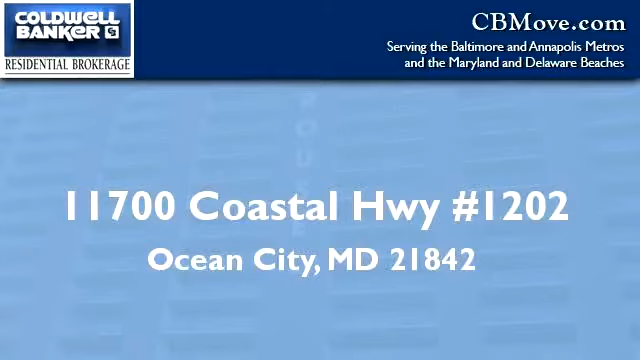 COLDWELL
BANKER CB
RESIDENTIAL BROKERAGE
CBMove.com
Serving the Baltimore and Annapolis Metros
and the Maryland and Delaware Beaches
11700 Coastal Hwy #1202
Ocean City, MD 21842